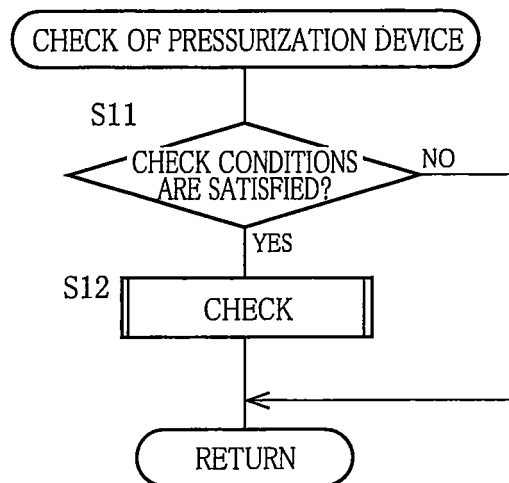 CHECK OF PRESSURIZATION DEVICE
S11
CHECK CONDITIONS
ARE SATISFIED?
NO
YES
S12
CHECK
RETURN